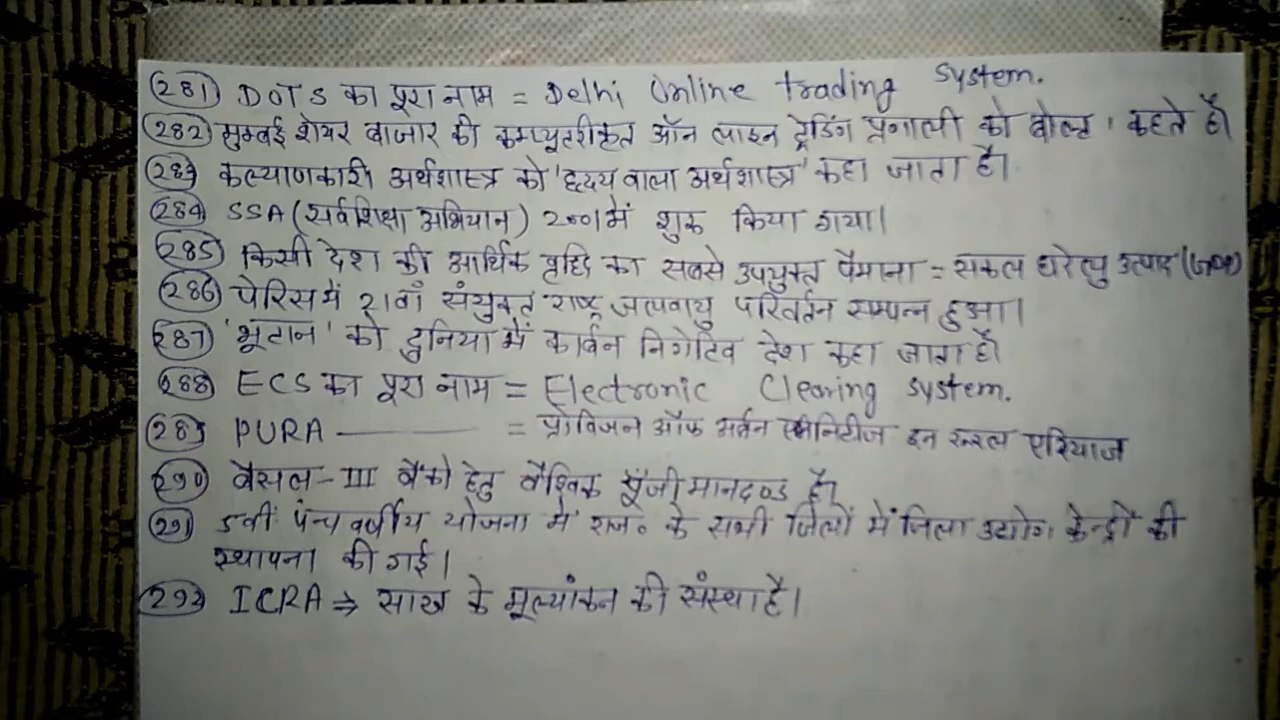 (281) DOTS का पूरा नाम = Delhi Online trading System.
(282) मुम्बई शेयर बाजार की कम्प्यूटरीकृत ऑन लाइन ट्रेडिंग प्रणाली को बोल्ट' कहते है।
(283) कल्याणकारी अर्थशास्त्र को 'हृदय वाला अर्थशास्त्र' कहा जाता है।
(284) SSA (सर्व शिक्षा अभियान) 2001 में शुरू किया गया।
(285) किसी देश की आर्थिक वृद्धि का सबसे उपयुक्त पैमाना = सकल घरेलु उत्पाद (GDP)
(286) पेरिस में 21वाँ संयुक्त राष्ट्र जलवायु परिवर्तन सम्पन्न हुआ।
(287) 'भूटान' को दुनिया में कार्बन निगेटिव देश कहा जाता है।
(288) ECS का पूरा नाम = Electronic Clearing System.
(289) PURA ——— = प्रोविजन ऑफ अर्बन एमिनिटीज इन रूरल एरियाज
(290) बेसल-III बैंको हेतु वैश्विक पूंजी मानदण्ड है।
(291) 5वीं पंच वर्षीय योजना में राज० के सभी जिलों में जिला उद्योग केन्द्रों की
स्थापना की गई।
(292) ICRA ⇒ साख के मूल्यांकन की संस्था है।